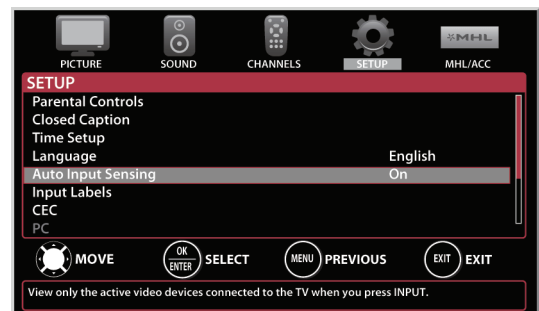 MHL
PICTURE SOUND CHANNELS SETUP MHL/ACC
SETUP
Parental Controls
Closed Caption
Time Setup
Language English
Auto Input Sensing On
Input Labels
CEC
PC
MOVE OK ENTER SELECT MENU PREVIOUS EXIT EXIT
View only the active video devices connected to the TV when you press INPUT.